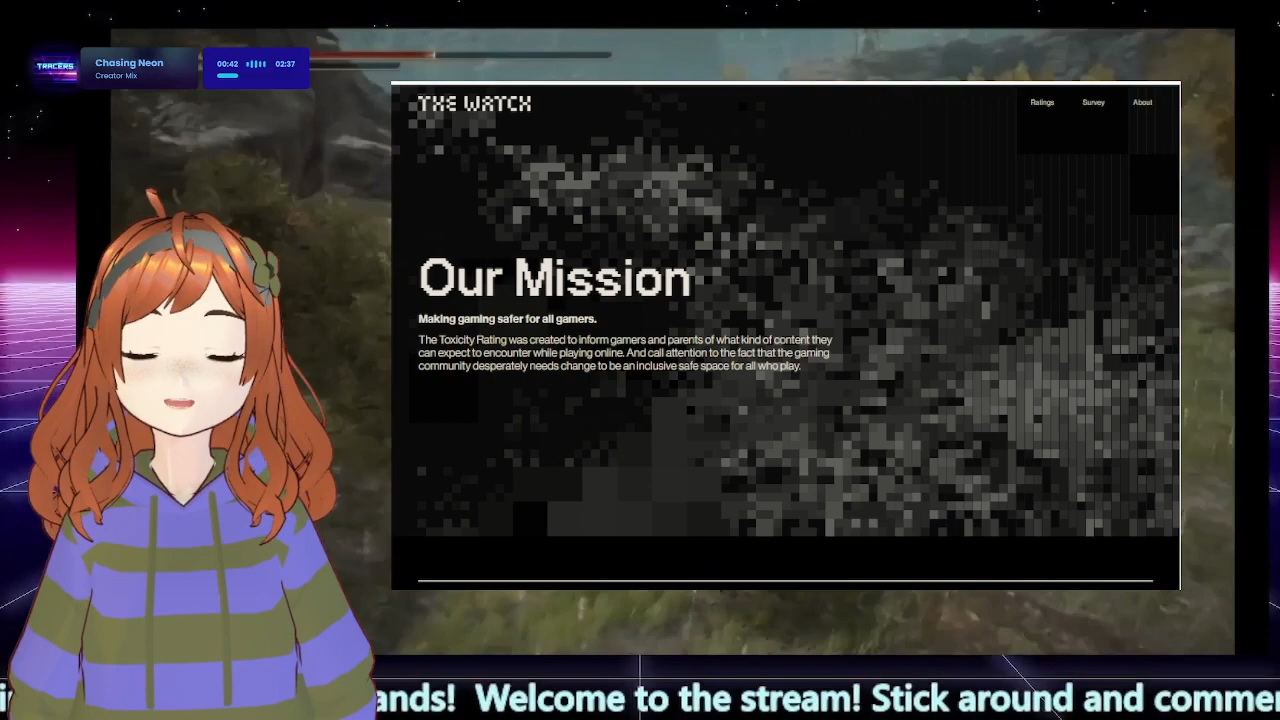 TRACERS
Chasing Neon
Creator Mix
00:42
02:37
THE WATCH
Ratings
Survey
About
Our Mission
Making gaming safer for all gamers.
The Toxicity Rating was created to inform gamers and parents of what kind of content they
can expect to encounter while playing online. And call attention to the fact that the gaming
community desperately needs change to be an inclusive safe space for all who play.
ands! Welcome to the stream! Stick around and commen